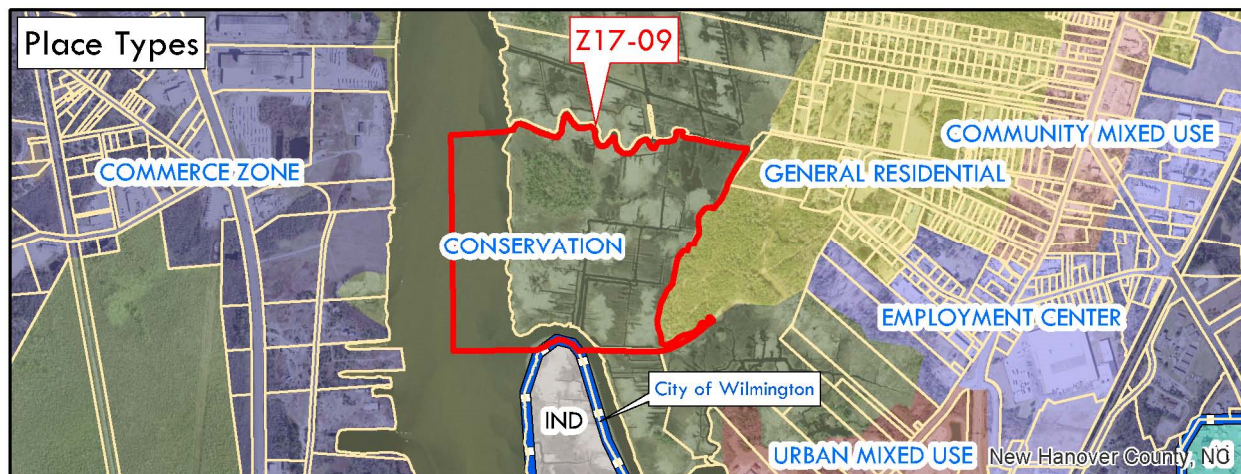 Place Types
Z17-09
COMMUNITY MIXED USE
COMMERCE ZONE
GENERAL RESIDENTIAL
CONSERVATION
EMPLOYMENT CENTER
City of Wilmington
IND
URBAN MIXED USE
New Hanover County, NC